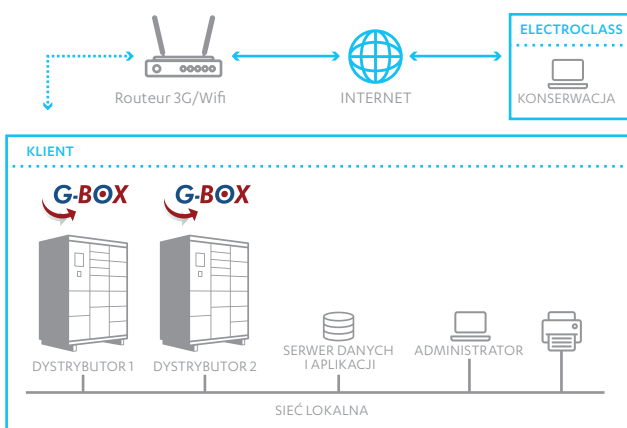 ELECTROCLASS
Routeur 3G/Wifi
INTERNET
KONSERWACJA
KLIENT
G-BOX
G-BOX
DYSTRYBUTOR 1
DYSTRYBUTOR 2
SERWER DANYCH
I APLIKACJI
ADMINISTRATOR
SIEĆ LOKALNA